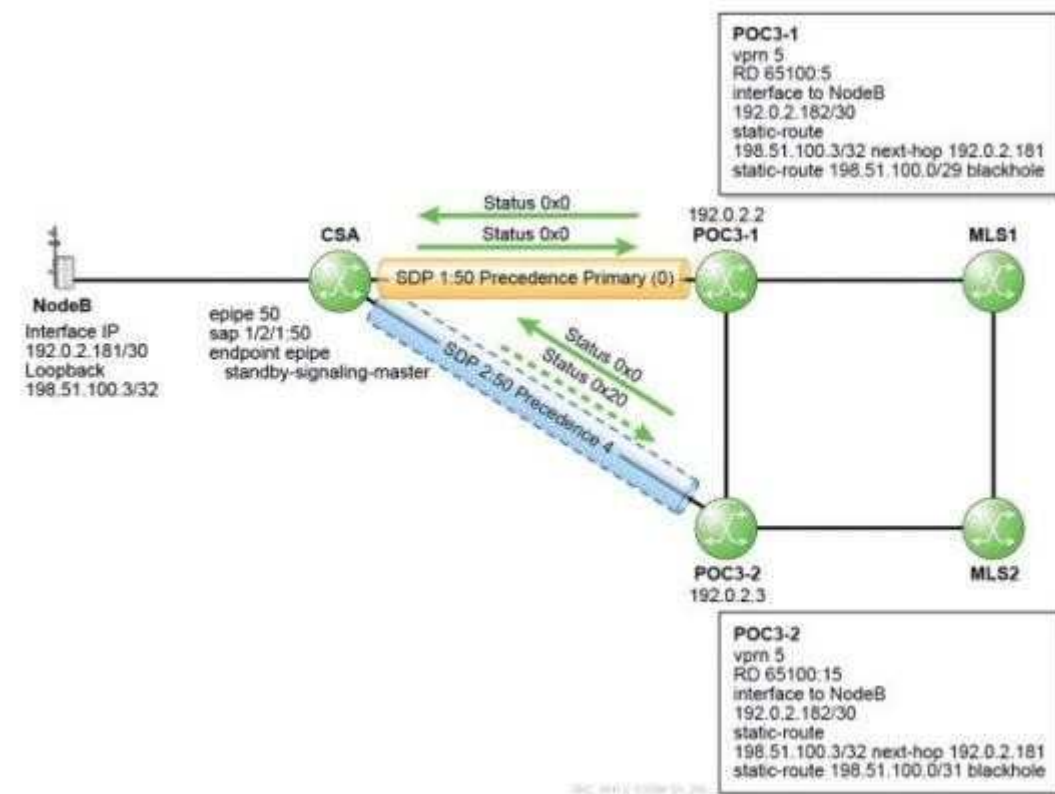 POC3-1
vprn 5
RD 65100:5
interface to NodeB
192.0.2.182/30
static-route
198.51.100.3/32 next-hop 192.0.2.181
static-route 198.51.100.0/29 blackhole
Status 0x0
Status 0x0
192.0.2.2
CSA
POC3-1
MLS1
SDP 1:50 Precedence Primary (0)
NodeB
Interface IP
192.0.2.181/30
Loopback
198.51.100.3/32
epipe 50
sap 1/2/1:50
endpoint epipe
standby-signaling-master
Status 0x0
Status 0x20
SDP 2:50 Precedence 4
POC3-2
192.0.2.3
MLS2
POC3-2
vprn 5
RD 65100:15
interface to NodeB
192.0.2.182/30
static-route
198.51.100.3/32 next-hop 192.0.2.181
static-route 198.51.100.0/31 blackhole